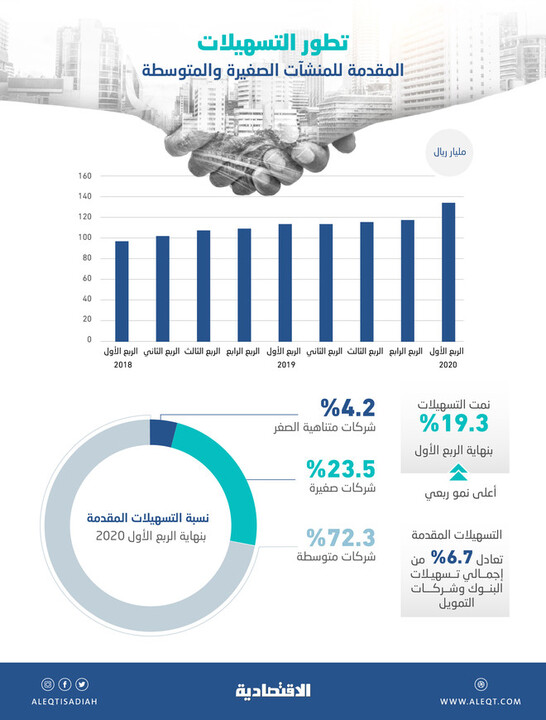 تطور التسهيلات
المقدمة للمنشآت الصغيرة والمتوسطة
مليار ريال
160
140
120
100
80
60
40
20
0
الربع الأول الربع الثاني الربع الثالث الربع الرابع الربع الأول الربع الثاني الربع الثالث الربع الرابع الربع الأول
2018 2019 2020
نمت التسهيلات
%19.3
بنهاية الربع الأول
أعلى نمو ربعي
التسهيلات المقدمة
تعادل 6.7% من
إجمالي تسهيلات
البنوك وشركات
التمويل
%4.2
شركات متناهية الصغر
%23.5
شركات صغيرة
%72.3
شركات متوسطة
نسبة التسهيلات المقدمة
بنهاية الربع الأول 2020
ALEQTISADIAH
الاقتصادية
WWW.ALEQT.COM